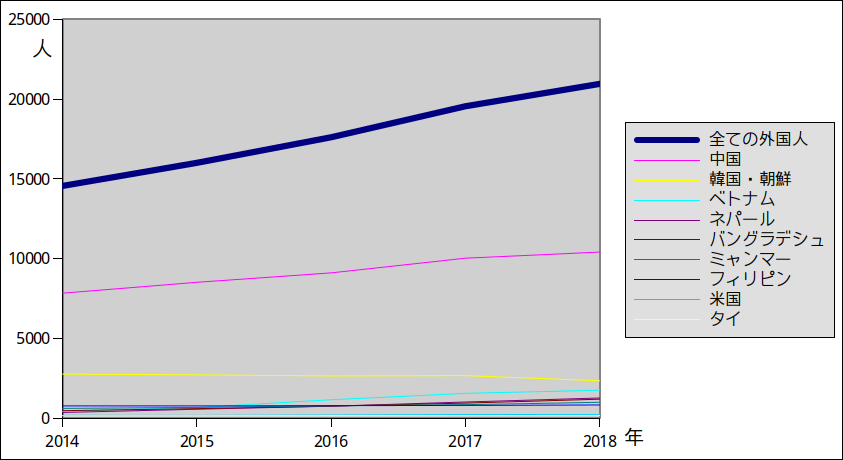 25000
人
20000
15000
10000
5000
0
2014 2015 2016 2017 2018 年
全ての外国人
中国
韓国・朝鮮
ベトナム
ネパール
バングラデシュ
ミャンマー
フィリピン
米国
タイ